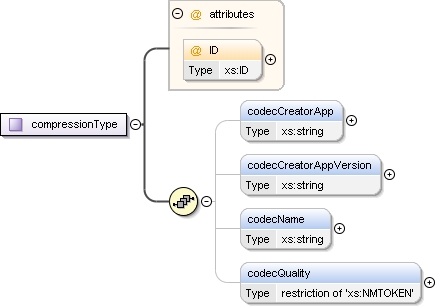 @ attributes
@ ID
Type xs:ID
compressionType
codecCreatorApp
Type xs:string
codecCreatorAppVersion
Type xs:string
codecName
Type xs:string
codecQuality
Type restriction of 'xs:NMTOKEN'